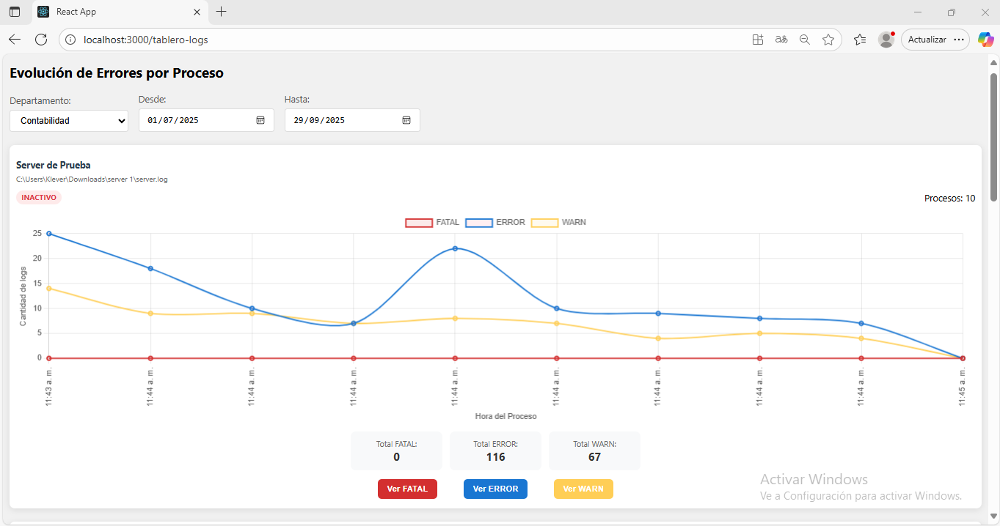 React App
localhost:3000/tablero-logs
Actualizar
Evolución de Errores por Proceso
Departamento: Desde: Hasta:
Contabilidad 01/07/2025 29/09/2025
Server de Prueba
C:\Users\Klever\Downloads\server 1\server.log
INACTIVO Procesos: 10
FATAL ERROR WARN
25
20
15
10
5
0
Cantidad de logs
11:43 a. m. 11:44 a. m. 11:44 a. m. 11:44 a. m. 11:44 a. m. 11:44 a. m. 11:44 a. m. 11:44 a. m. 11:44 a. m. 11:45 a. m.
Hora del Proceso
Total FATAL: Total ERROR: Total WARN:
0 116 67
Ver FATAL Ver ERROR Ver WARN
Activar Windows
Ve a Configuración para activar Windows.